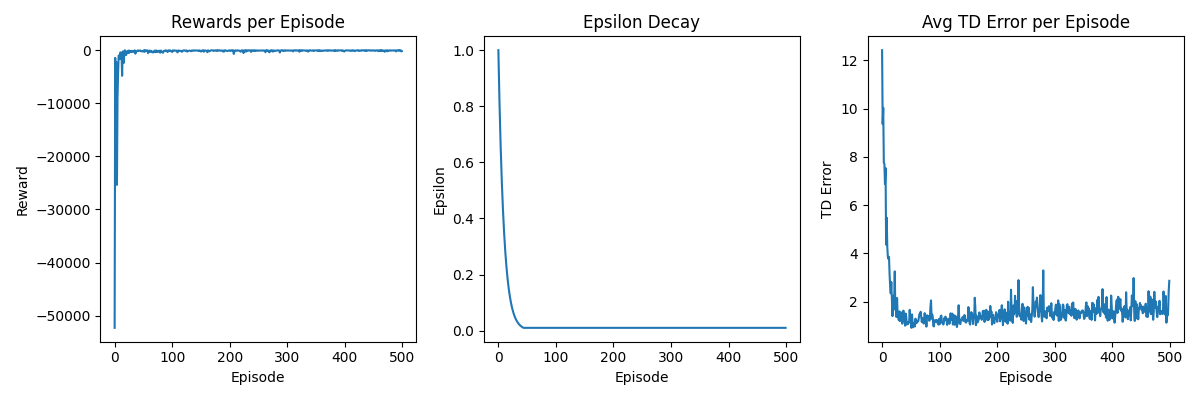 Rewards per Episode
0
−10000
−20000
−30000
−40000
−50000
Reward
0 100 200 300 400 500
Episode
Epsilon Decay
1.0
0.8
0.6
0.4
0.2
0.0
Epsilon
0 100 200 300 400 500
Episode
Avg TD Error per Episode
12
10
8
6
4
2
TD Error
0 100 200 300 400 500
Episode